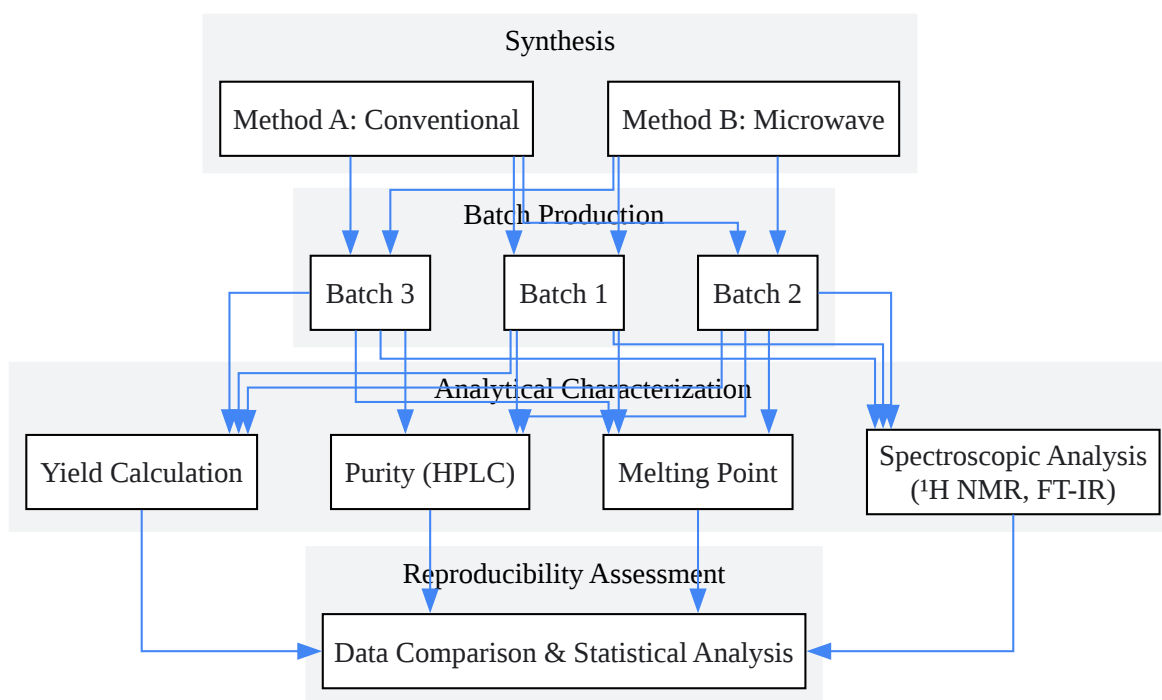 Synthesis
Method A: Conventional
Method B: Microwave
Batch Production
Batch 3
Batch 1
Batch 2
Analytical Characterization
Yield Calculation
Purity (HPLC)
Melting Point
Spectroscopic Analysis
(¹H NMR, FT-IR)
Reproducibility Assessment
Data Comparison & Statistical Analysis